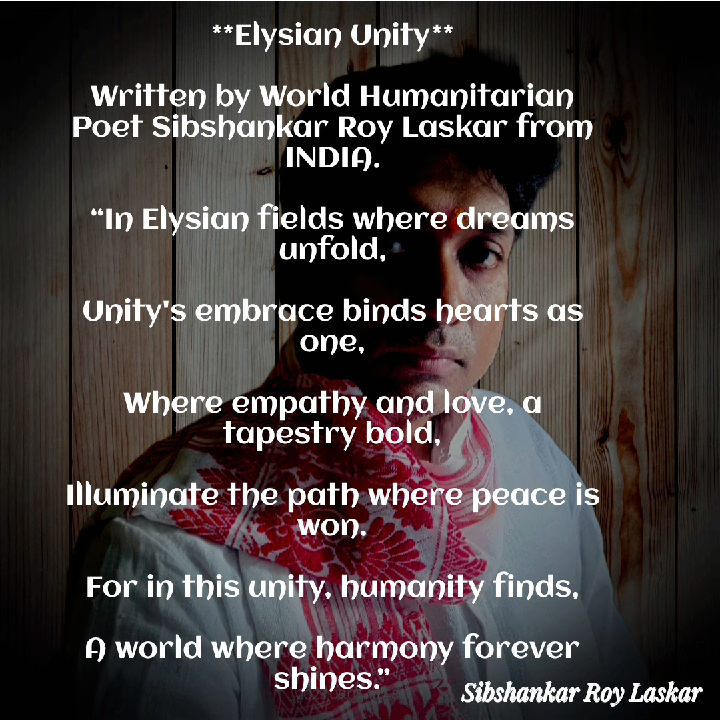 **Elysian Unity**
Written by World Humanitarian
Poet Sibshankar Roy Laskar from
INDIA.
“In Elysian fields where dreams
unfold,
Unity's embrace binds hearts as
one,
Where empathy and love, a
tapestry bold,
Illuminate the path where peace is
won,
For in this unity, humanity finds,
A world where harmony forever
shines.”
Sibshankar Roy Laskar